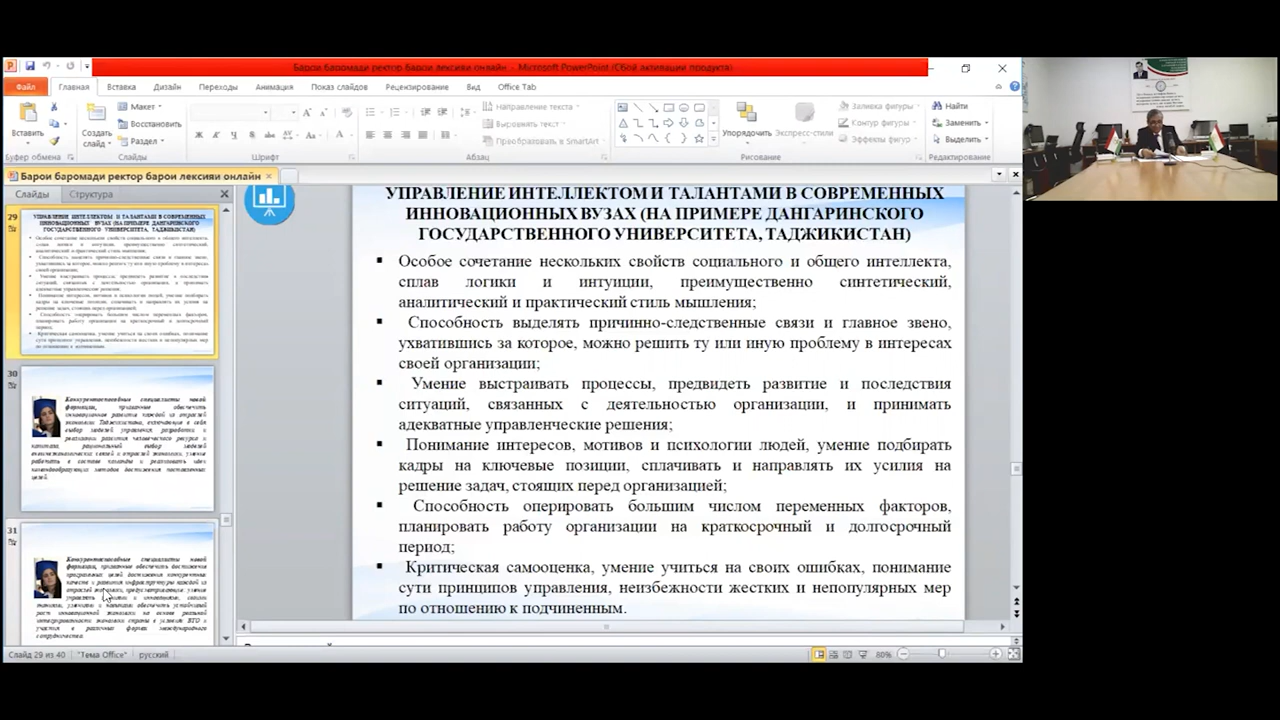 Барои баромади ректор барои лексияи онлайн - Microsoft PowerPoint (Сбой активации продукта)
Файл Главная Вставка Дизайн Переходы Анимация Показ слайдов Рецензирование Вид Office Tab
Вставить
Создать слайд
Макет
Восстановить
Раздел
Направление текста
Выровнять текст
Преобразовать в SmartArt
Упорядочить
Экспресс-стили
Заливка фигуры
Контур фигуры
Эффекты фигур
Найти
Заменить
Выделить
Буфер обмена Слайды Шрифт Абзац Рисование Редактирование
Барои баромади ректор барои лексияи онлайн
Слайды Структура
29
30
31
УПРАВЛЕНИЕ ИНТЕЛЛЕКТОМ И ТАЛАНТАМИ В СОВРЕМЕННЫХ
ИННОВАЦИОННЫХ ВУЗАХ (НА ПРИМЕРЕ ДАНГАРИНСКОГО
ГОСУДАРСТВЕННОГО УНИВЕРСИТЕТА, ТАДЖИКИСТАН)
▪ Особое сочетание нескольких свойств социального и общего интеллекта,
сплав логики и интуиции, преимущественно синтетический,
аналитический и практический стиль мышления;
▪ Способность выделять причинно-следственные связи и главное звено,
ухватившись за которое, можно решить ту или иную проблему в интересах
своей организации;
▪ Умение выстраивать процессы, предвидеть развитие и последствия
ситуаций, связанных с деятельностью организации, и принимать
адекватные управленческие решения;
▪ Понимание интересов, мотивов и психологии людей, умение подбирать
кадры на ключевые позиции, сплачивать и направлять их усилия на
решение задач, стоящих перед организацией;
▪ Способность оперировать большим числом переменных факторов,
планировать работу организации на краткосрочный и долгосрочный
период;
▪ Критическая самооценка, умение учиться на своих ошибках, понимание
сути принципов управления, неизбежности жестких и непопулярных мер
по отношению к подчиненным.
Слайд 29 из 40 "Тема Office" русский 80%